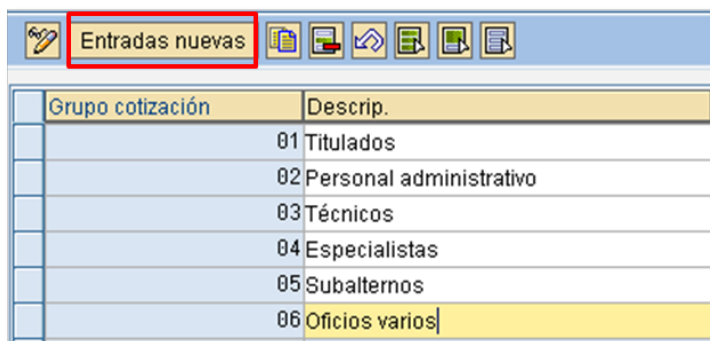 Entradas nuevas
Grupo cotización Descrip.
01 Titulados
02 Personal administrativo
03 Técnicos
04 Especialistas
05 Subalternos
06 Oficios varios